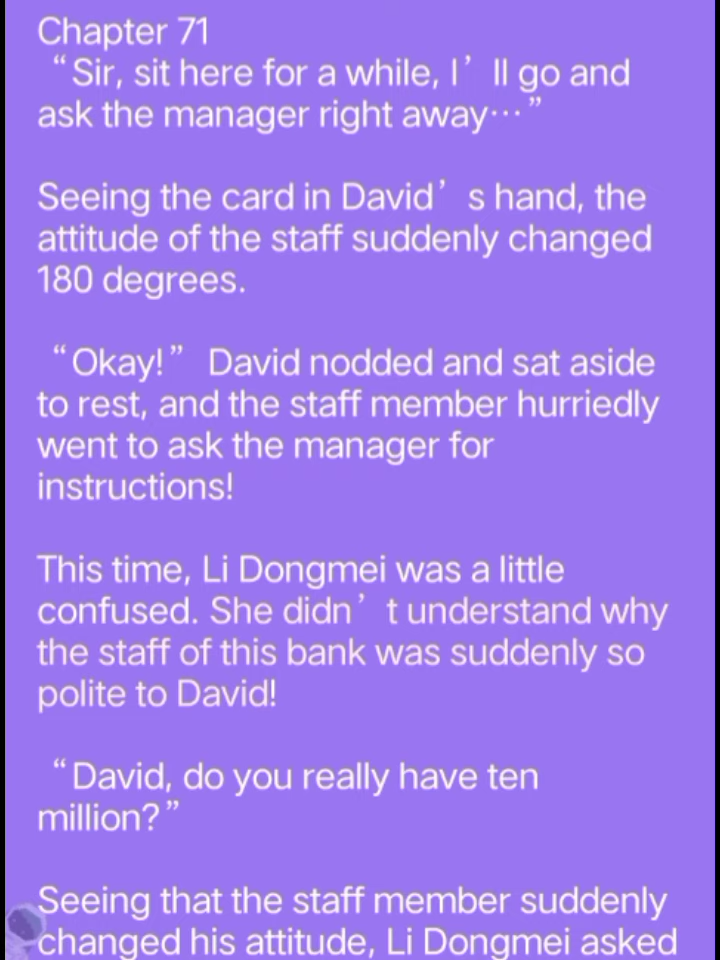 Chapter 71
“Sir, sit here for a while, I’ ll go and
ask the manager right away···”
Seeing the card in David’ s hand, the
attitude of the staff suddenly changed
180 degrees.
“Okay!” David nodded and sat aside
to rest, and the staff member hurriedly
went to ask the manager for
instructions!
This time, Li Dongmei was a little
confused. She didn’ t understand why
the staff of this bank was suddenly so
polite to David!
“David, do you really have ten
million?”
Seeing that the staff member suddenly
changed his attitude, Li Dongmei asked